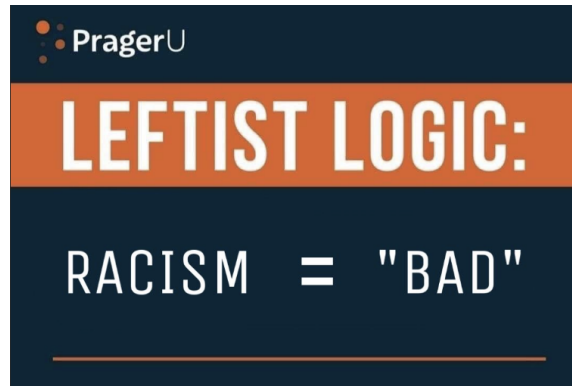 PragerU
LEFTIST LOGIC:
RACISM = "BAD"